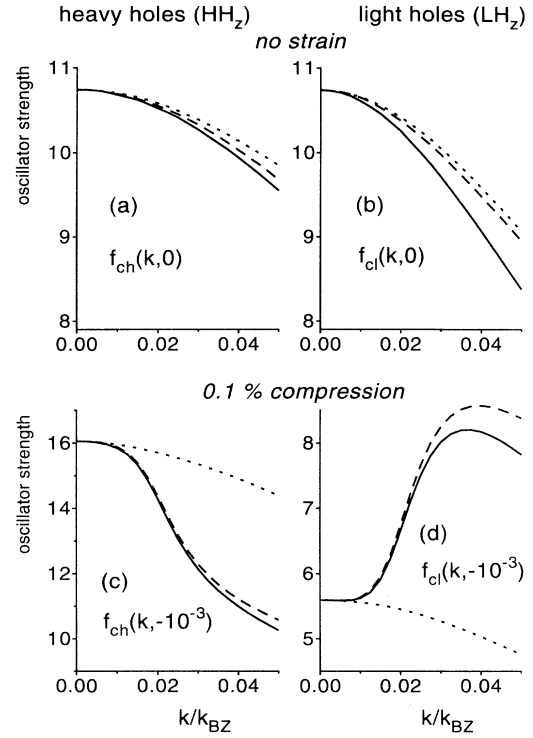 heavy holes (HHz) light holes (LHz)
no strain
oscillator strength
11
10
9
8
(a)
fch(k,0)
0.00 0.02 0.04
11
10
9
8
(b)
fcl(k,0)
0.00 0.02 0.04
0.1 % compression
oscillator strength
16
14
12
10
(c)
fch(k,-10-3)
0.00 0.02 0.04
k/kBZ
8
7
6
5
(d)
fcl(k,-10-3)
0.00 0.02 0.04
k/kBZ